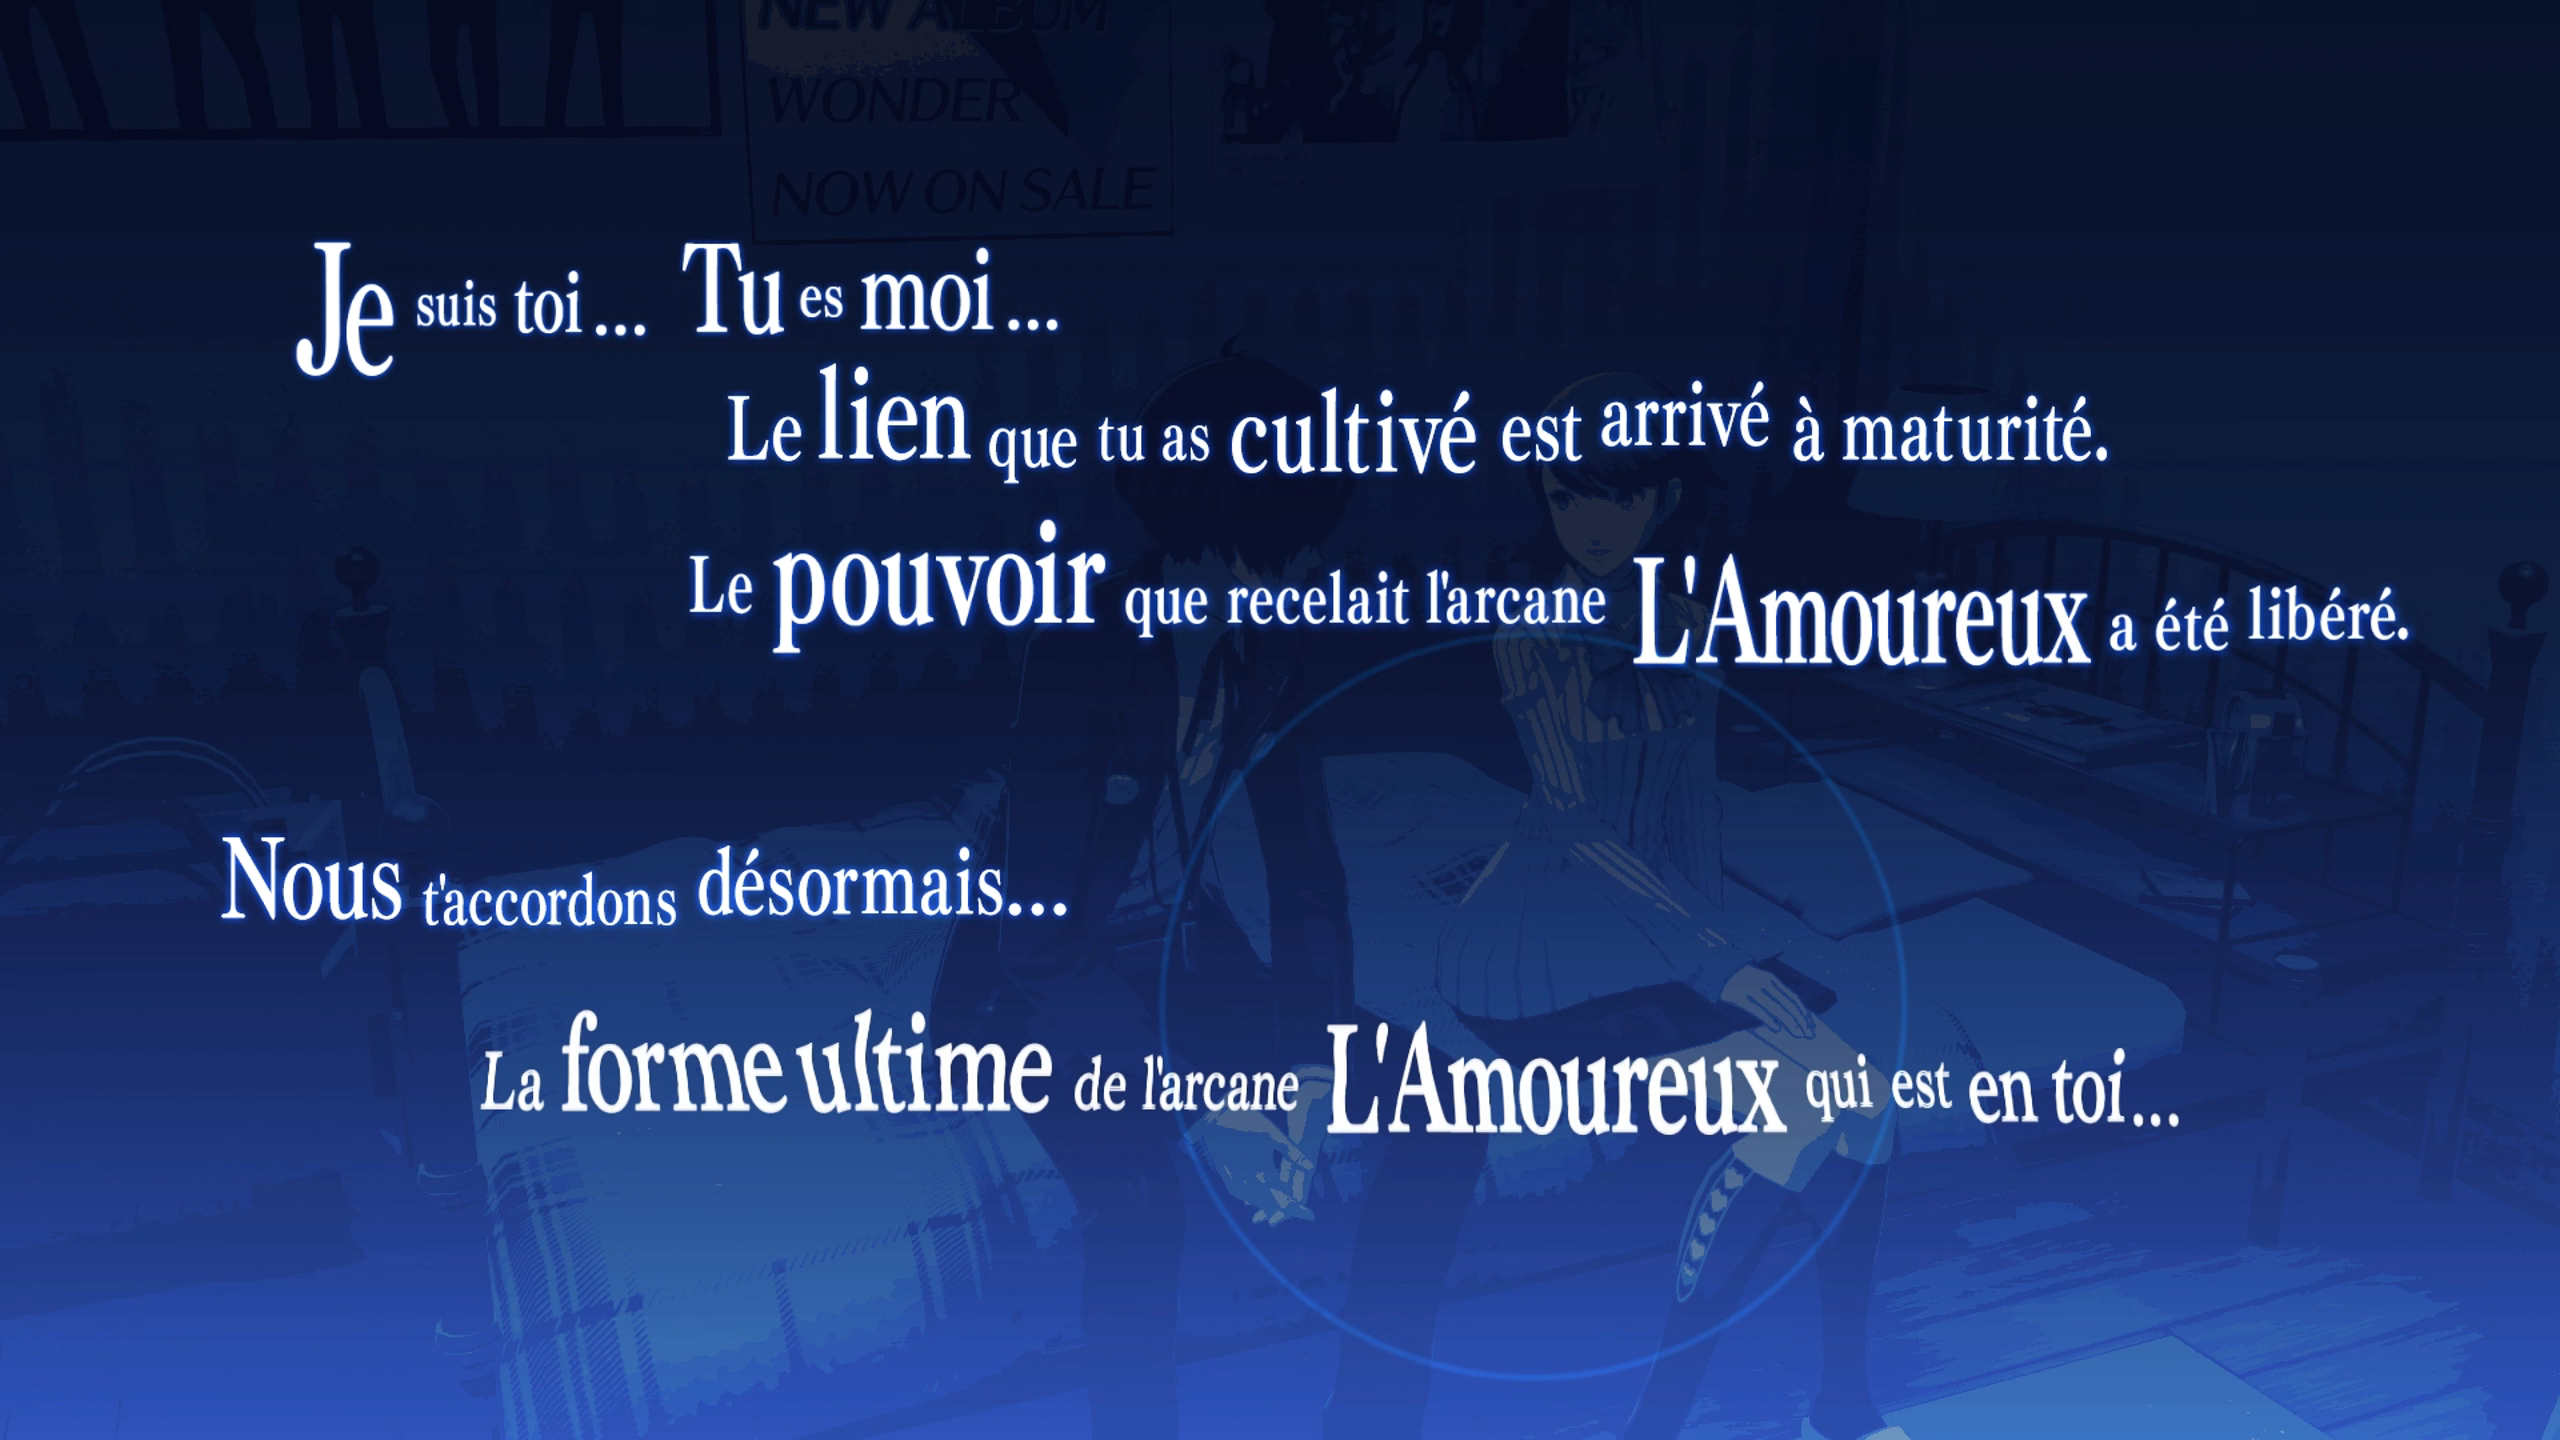 NEW ALBUM
WONDER
NOW ON SALE
Je suis toi... Tu es moi...
Le lien que tu as cultivé est arrivé à maturité.
Le pouvoir que recelait l'arcane L'Amoureux a été libéré.
Nous t'accordons désormais...
La forme ultime de l'arcane L'Amoureux qui est en toi...